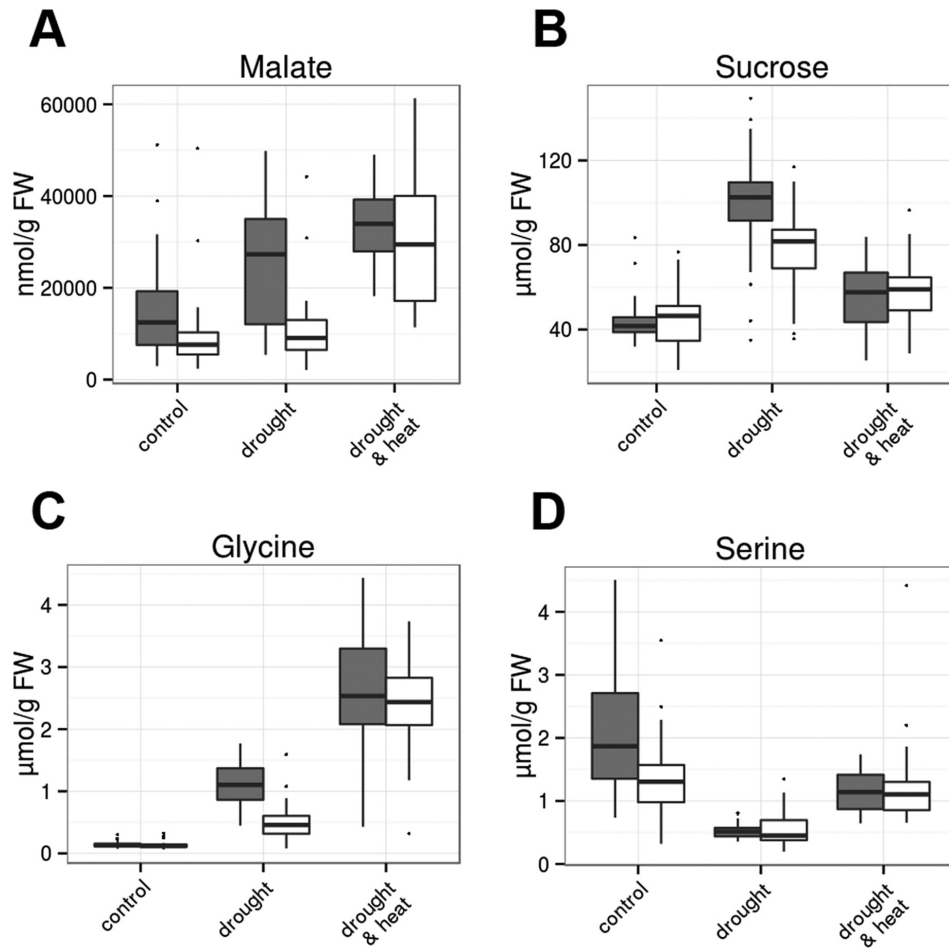 A
Malate
nmol/g FW
60000
40000
20000
0
control
drought
drought
& heat
B
Sucrose
µmol/g FW
120
80
40
control
drought
drought
& heat
C
Glycine
µmol/g FW
4
3
2
1
0
control
drought
drought
& heat
D
Serine
µmol/g FW
4
3
2
1
0
control
drought
drought
& heat